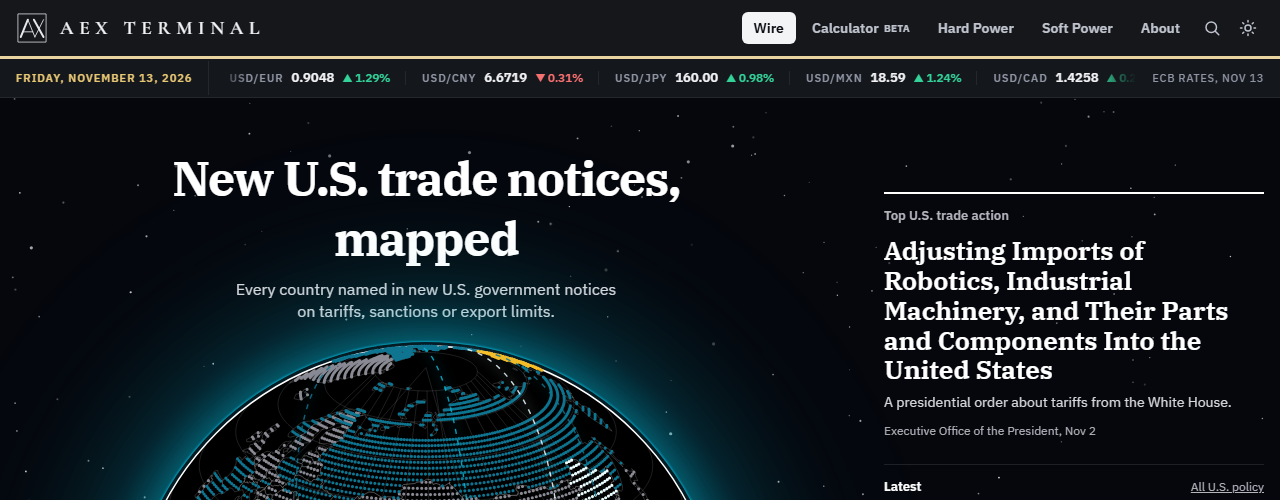 AX AEX TERMINAL
Wire
Calculator BETA
Hard Power
Soft Power
About
FRIDAY, NOVEMBER 13, 2026
USD/EUR 0.9048 ▲1.29%
USD/CNY 6.6719 ▼0.31%
USD/JPY 160.00 ▲0.98%
USD/MXN 18.59 ▲1.24%
USD/CAD 1.4258
ECB RATES, NOV 13
New U.S. trade notices,
mapped
Every country named in new U.S. government notices
on tariffs, sanctions or export limits.
Top U.S. trade action
Adjusting Imports of
Robotics, Industrial
Machinery, and Their Parts
and Components Into the
United States
A presidential order about tariffs from the White House.
Executive Office of the President, Nov 2
Latest
All U.S. policy